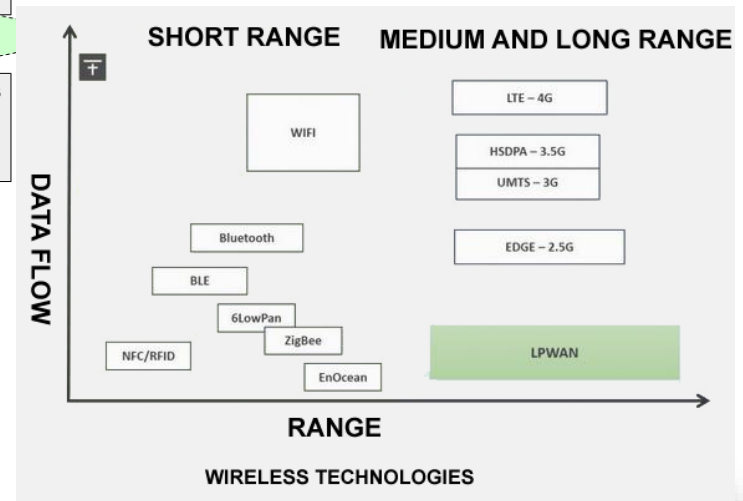 SHORT RANGE
MEDIUM AND LONG RANGE
LTE – 4G
WIFI
HSDPA – 3.5G
UMTS – 3G
DATA FLOW
Bluetooth
EDGE – 2.5G
BLE
6LowPan
ZigBee
NFC/RFID
LPWAN
EnOcean
RANGE
WIRELESS TECHNOLOGIES